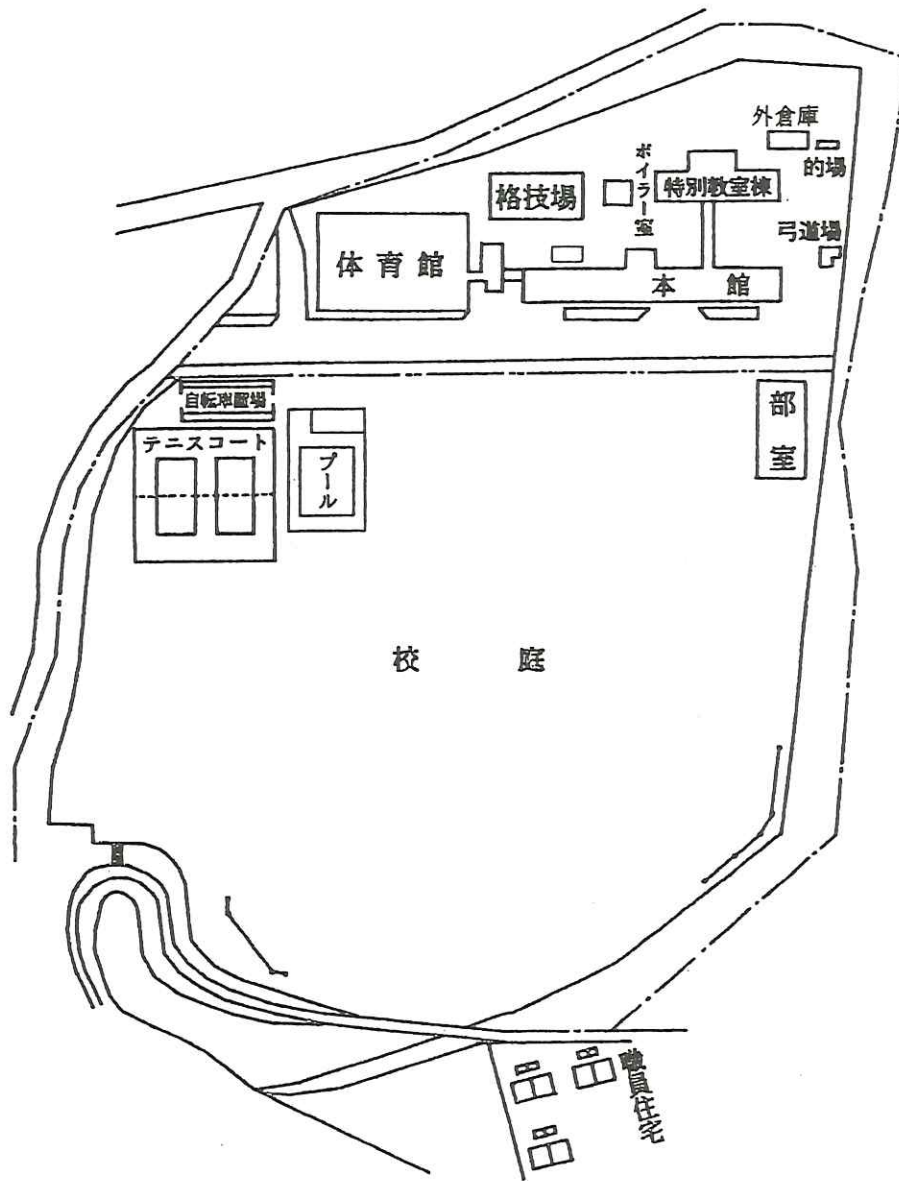 外倉庫
的場
ボイラー室
特別教室棟
格技場
弓道場
体育館
本館
自転車置場
部室
テニスコート
プール
校庭
職員住宅